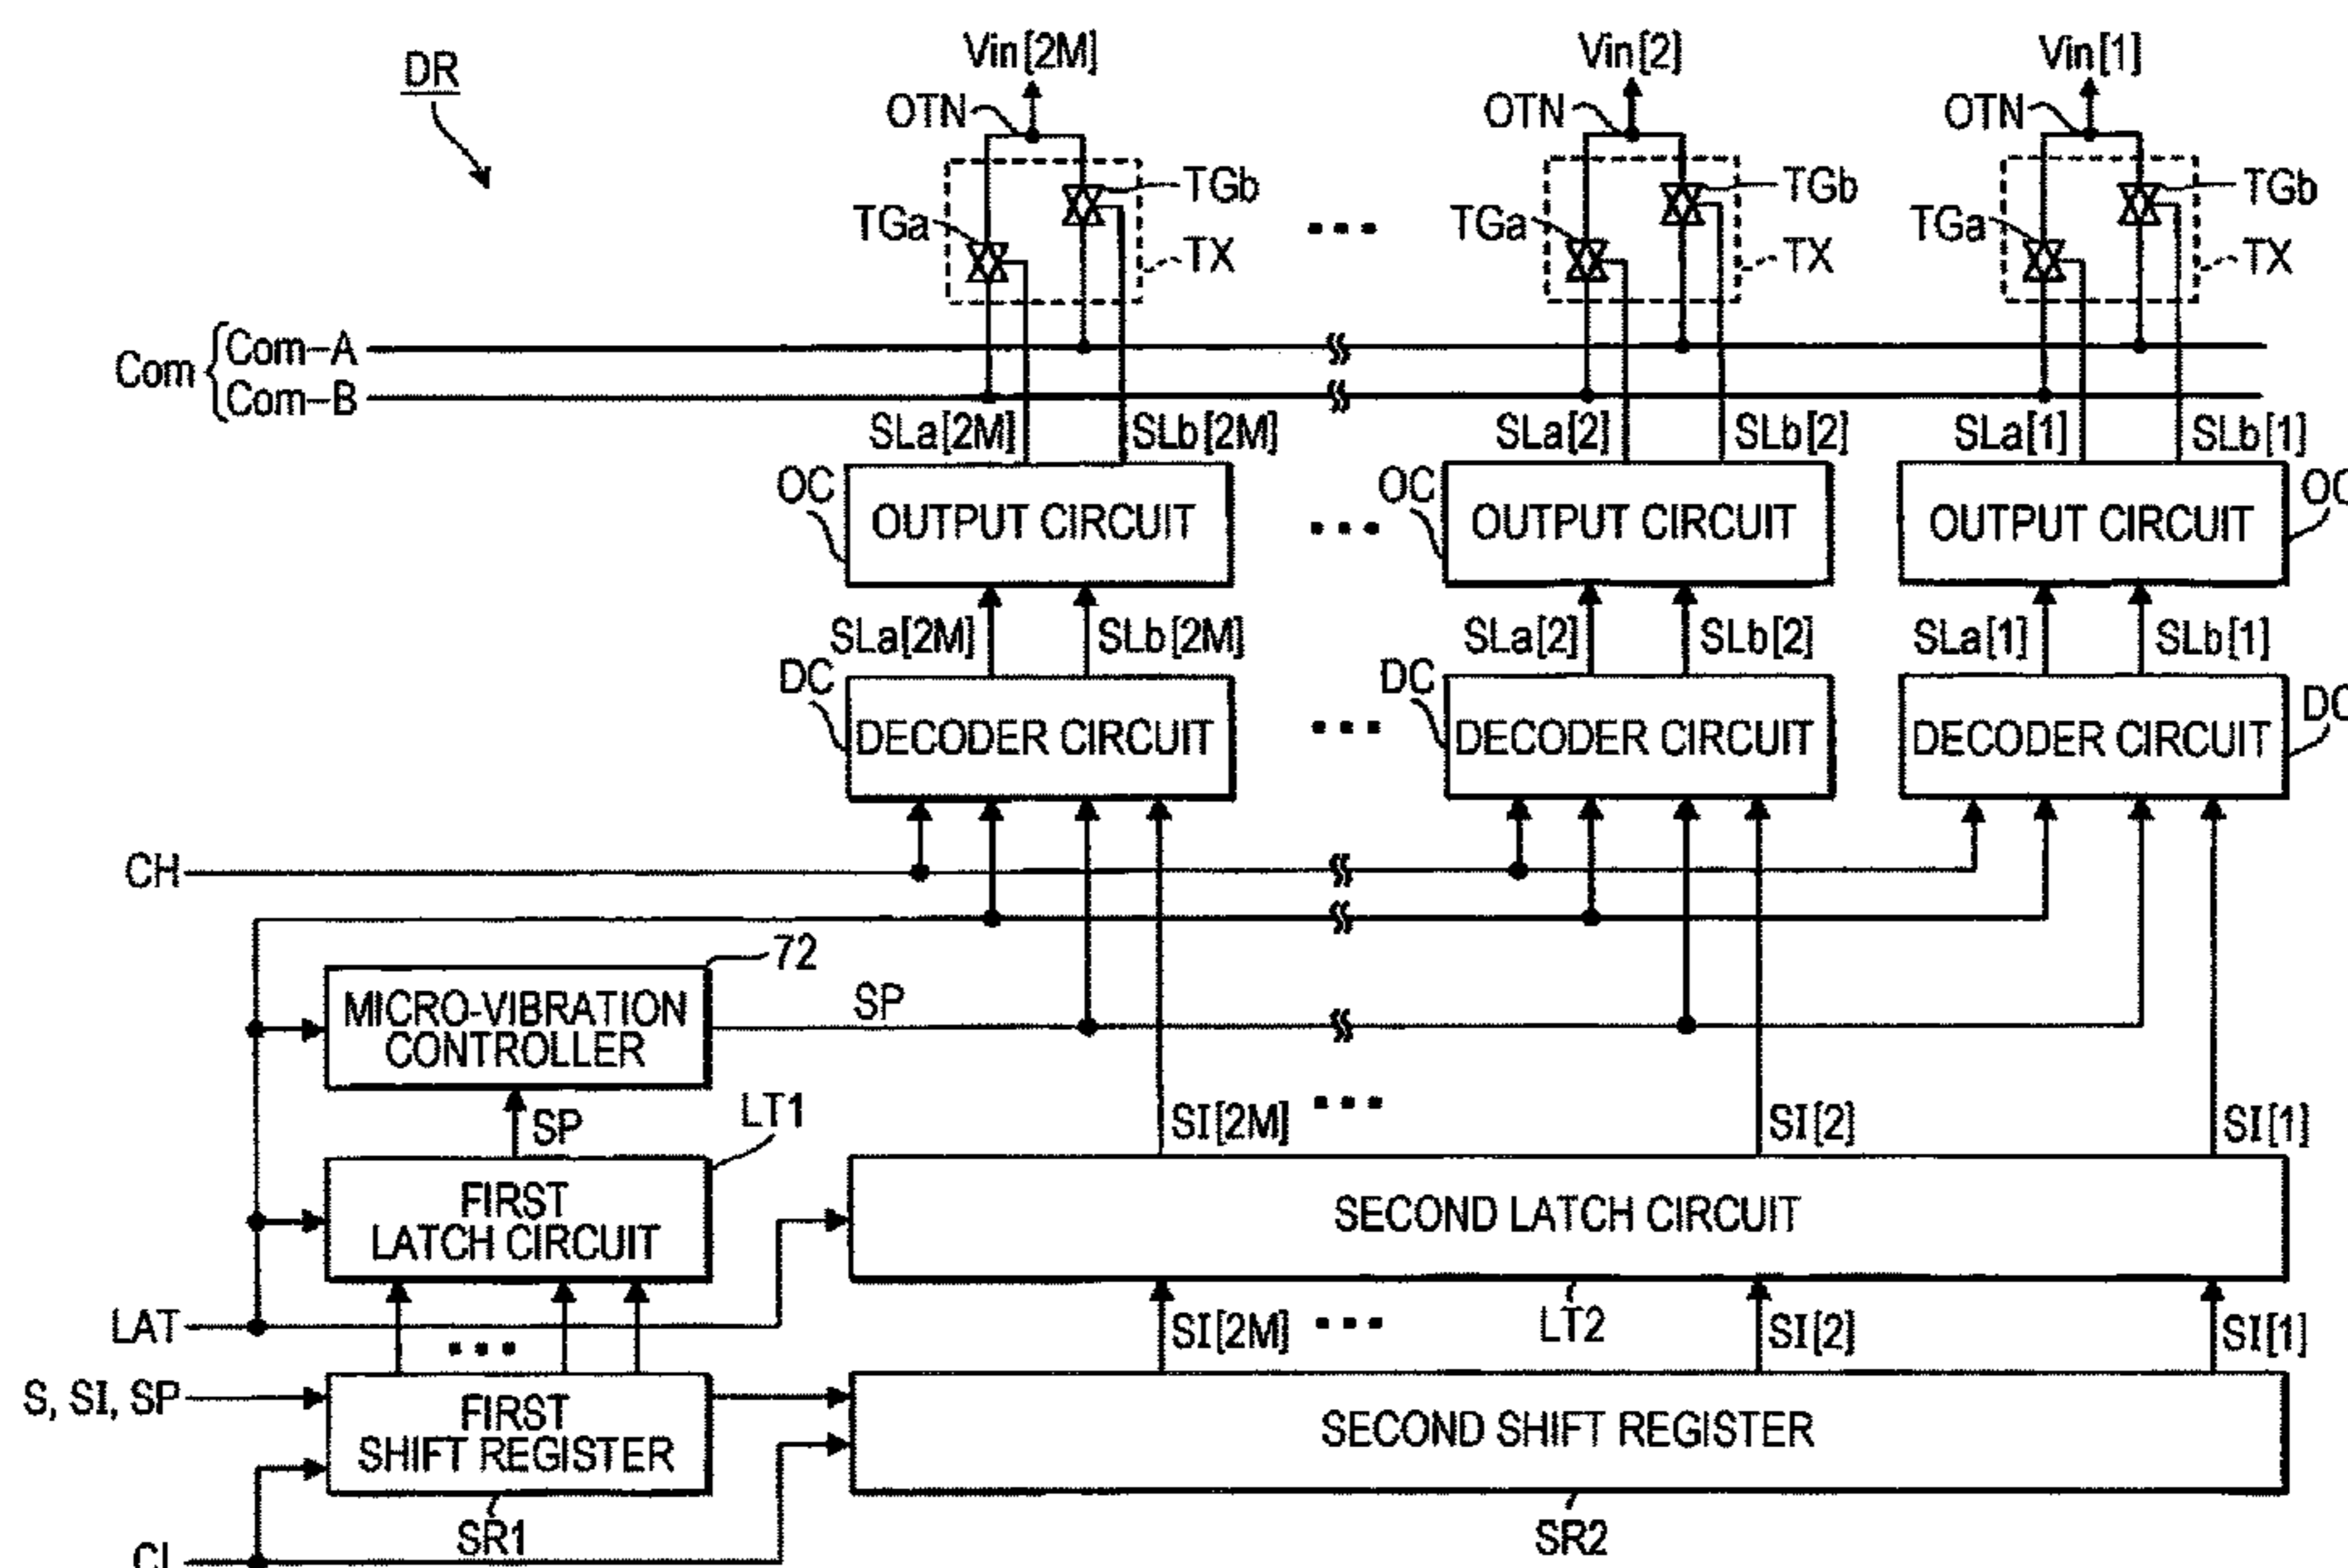 DR
Vin[2M] Vin[2] Vin[1]
OTN OTN OTN
TGb TGb TGb
TGa TGa TGa
TX TX TX
Com
Com-A
Com-B
SLa[2M] SLb[2M] SLa[2] SLb[2] SLa[1] SLb[1]
OC OC OC
OUTPUT CIRCUIT OUTPUT CIRCUIT OUTPUT CIRCUIT
SLa[2M] SLb[2M] SLa[2] SLb[2] SLa[1] SLb[1]
DC DC DC
DECODER CIRCUIT DECODER CIRCUIT DECODER CIRCUIT
CH
72
MICRO-VIBRATION
CONTROLLER
SP
SP
LT1
SI[2M] SI[2] SI[1]
FIRST
LATCH CIRCUIT
SECOND LATCH CIRCUIT
LAT
SI[2M] LT2 SI[2] SI[1]
S, SI, SP
FIRST
SHIFT REGISTER
SECOND SHIFT REGISTER
SR1 SR2
CL